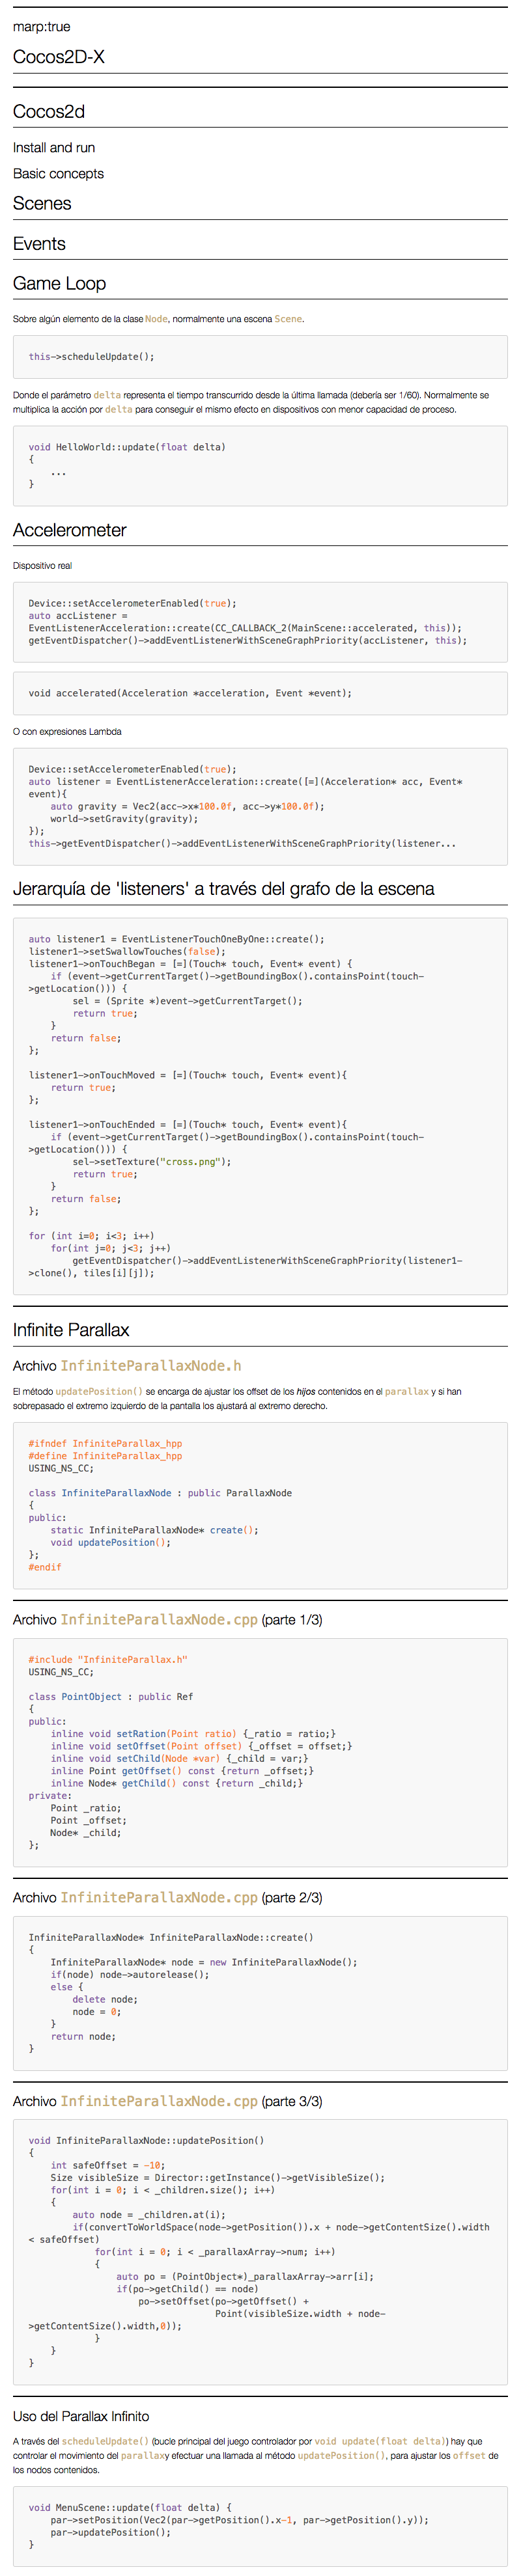 marp:true
Cocos2D-X
Cocos2d
Install and run
Basic concepts
Scenes
Events
Game Loop
Sobre algún elemento de la clase Node, normalmente una escena Scene.
this->scheduleUpdate();
Donde el parámetro delta representa el tiempo transcurrido desde la última llamada (debería ser 1/60). Normalmente se
multiplica la acción por delta para conseguir el mismo efecto en dispositivos con menor capacidad de proceso.
void HelloWorld::update(float delta)
{
    ...
}
Accelerometer
Dispositivo real
Device::setAccelerometerEnabled(true);
auto accListener =
EventListenerAcceleration::create(CC_CALLBACK_2(MainScene::accelerated, this));
getEventDispatcher()->addEventListenerWithSceneGraphPriority(accListener, this);
void accelerated(Acceleration *acceleration, Event *event);
O con expresiones Lambda
Device::setAccelerometerEnabled(true);
auto listener = EventListenerAcceleration::create([=](Acceleration* acc, Event*
event){
    auto gravity = Vec2(acc->x*100.0f, acc->y*100.0f);
    world->setGravity(gravity);
});
this->getEventDispatcher()->addEventListenerWithSceneGraphPriority(listener...
Jerarquía de 'listeners' a través del grafo de la escena
auto listener1 = EventListenerTouchOneByOne::create();
listener1->setSwallowTouches(false);
listener1->onTouchBegan = [=](Touch* touch, Event* event) {
    if (event->getCurrentTarget()->getBoundingBox().containsPoint(touch-
>getLocation())) {
        sel = (Sprite *)event->getCurrentTarget();
        return true;
    }
    return false;
};
listener1->onTouchMoved = [=](Touch* touch, Event* event){
    return true;
};
listener1->onTouchEnded = [=](Touch* touch, Event* event){
    if (event->getCurrentTarget()->getBoundingBox().containsPoint(touch-
>getLocation())) {
        sel->setTexture("cross.png");
        return true;
    }
    return false;
};
for (int i=0; i<3; i++)
    for(int j=0; j<3; j++)
        getEventDispatcher()->addEventListenerWithSceneGraphPriority(listener1-
>clone(), tiles[i][j]);
Infinite Parallax
Archivo InfiniteParallaxNode.h
El método updatePosition() se encarga de ajustar los offset de los hijos contenidos en el parallax y si han
sobrepasado el extremo izquierdo de la pantalla los ajustará al extremo derecho.
#ifndef InfiniteParallax_hpp
#define InfiniteParallax_hpp
USING_NS_CC;
class InfiniteParallaxNode : public ParallaxNode
{
public:
    static InfiniteParallaxNode* create();
    void updatePosition();
};
#endif
Archivo InfiniteParallaxNode.cpp (parte 1/3)
#include "InfiniteParallax.h"
USING_NS_CC;
class PointObject : public Ref
{
public:
    inline void setRation(Point ratio) {_ratio = ratio;}
    inline void setOffset(Point offset) {_offset = offset;}
    inline void setChild(Node *var) {_child = var;}
    inline Point getOffset() const {return _offset;}
    inline Node* getChild() const {return _child;}
private:
    Point _ratio;
    Point _offset;
    Node* _child;
};
Archivo InfiniteParallaxNode.cpp (parte 2/3)
InfiniteParallaxNode* InfiniteParallaxNode::create()
{
    InfiniteParallaxNode* node = new InfiniteParallaxNode();
    if(node) node->autorelease();
    else {
        delete node;
        node = 0;
    }
    return node;
}
Archivo InfiniteParallaxNode.cpp (parte 3/3)
void InfiniteParallaxNode::updatePosition()
{
    int safeOffset = -10;
    Size visibleSize = Director::getInstance()->getVisibleSize();
    for(int i = 0; i < _children.size(); i++)
    {
        auto node = _children.at(i);
        if(convertToWorldSpace(node->getPosition()).x + node->getContentSize().width
< safeOffset)
            for(int i = 0; i < _parallaxArray->num; i++)
            {
                auto po = (PointObject*)_parallaxArray->arr[i];
                if(po->getChild() == node)
                    po->setOffset(po->getOffset() +
                                  Point(visibleSize.width + node-
>getContentSize().width,0));
            }
    }
}
Uso del Parallax Infinito
A través del scheduleUpdate() (bucle principal del juego controlador por void update(float delta)) hay que
controlar el movimiento del parallaxy efectuar una llamada al método updatePosition(), para ajustar los offset de
los nodos contenidos.
void MenuScene::update(float delta) {
    par->setPosition(Vec2(par->getPosition().x-1, par->getPosition().y));
    par->updatePosition();
}